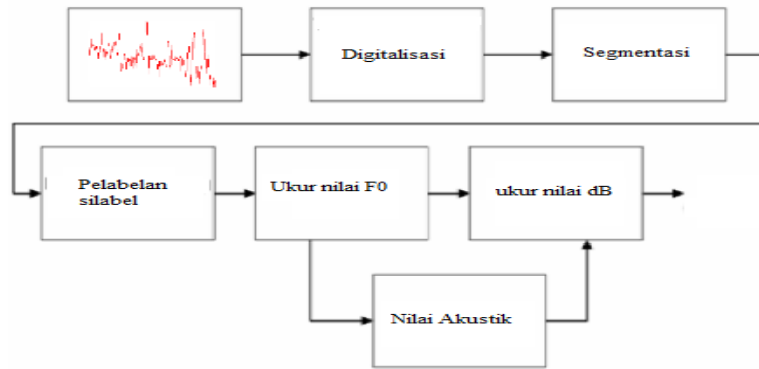 Digitalisasi
Segmentasi
Pelabelan
silabel
Ukur nilai F0
ukur nilai dB
Nilai Akustik